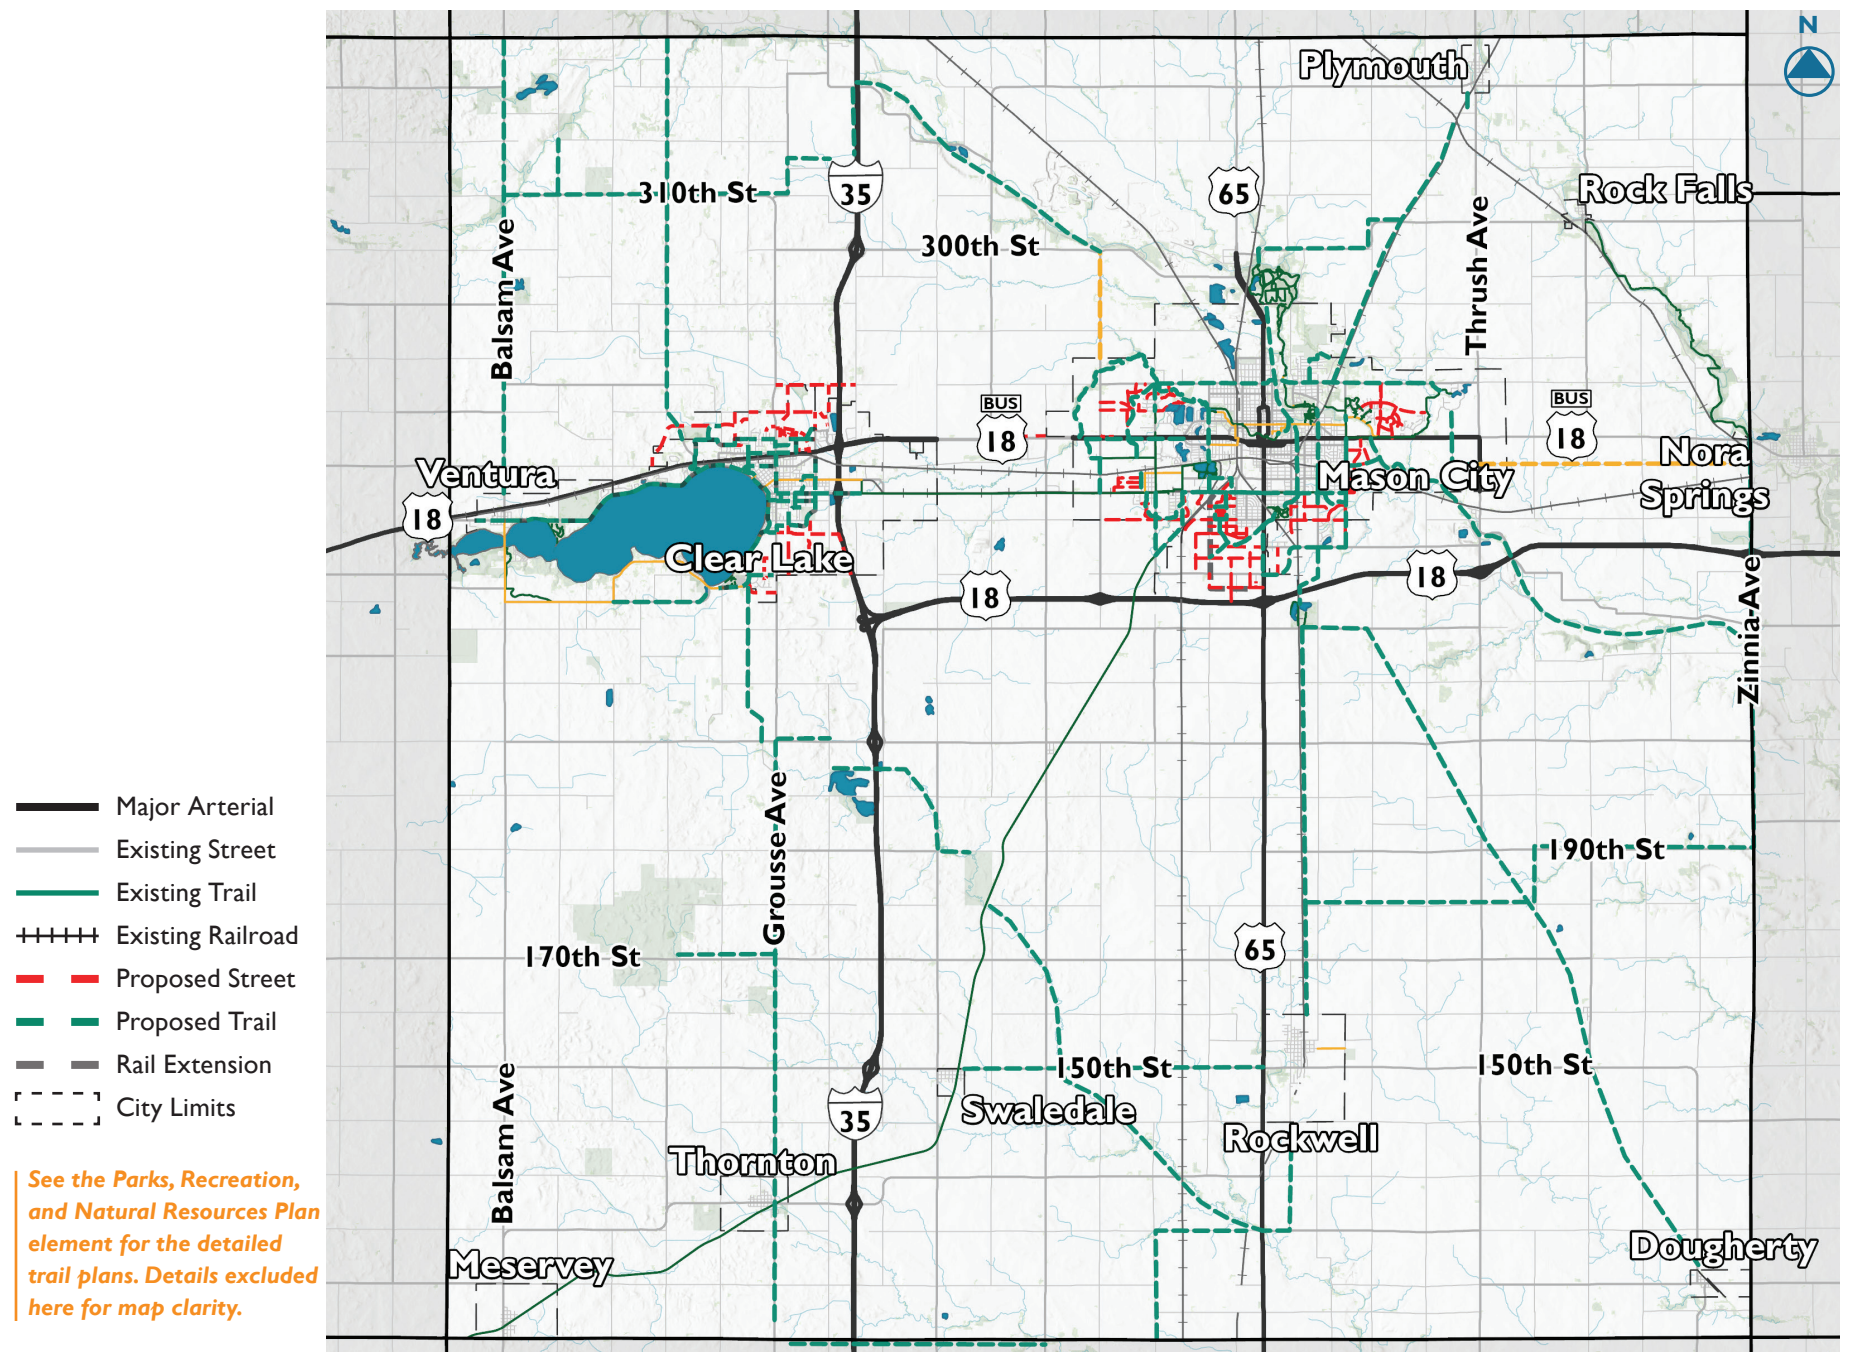 N
Plymouth
Rock Falls
310th St
35
65
300th St
Balsam Ave
Thrush Ave
BUS
18
BUS
18
Ventura
18
Mason City
Nora
Springs
Clear Lake
18
18
Zinnia Ave
Grousse Ave
190th St
170th St
65
150th St
150th St
Balsam Ave
35
Swaledale
Rockwell
Thornton
Meservey
Dougherty
Major Arterial
Existing Street
Existing Trail
Existing Railroad
Proposed Street
Proposed Trail
Rail Extension
City Limits
See the Parks, Recreation,
and Natural Resources Plan
element for the detailed
trail plans. Details excluded
here for map clarity.